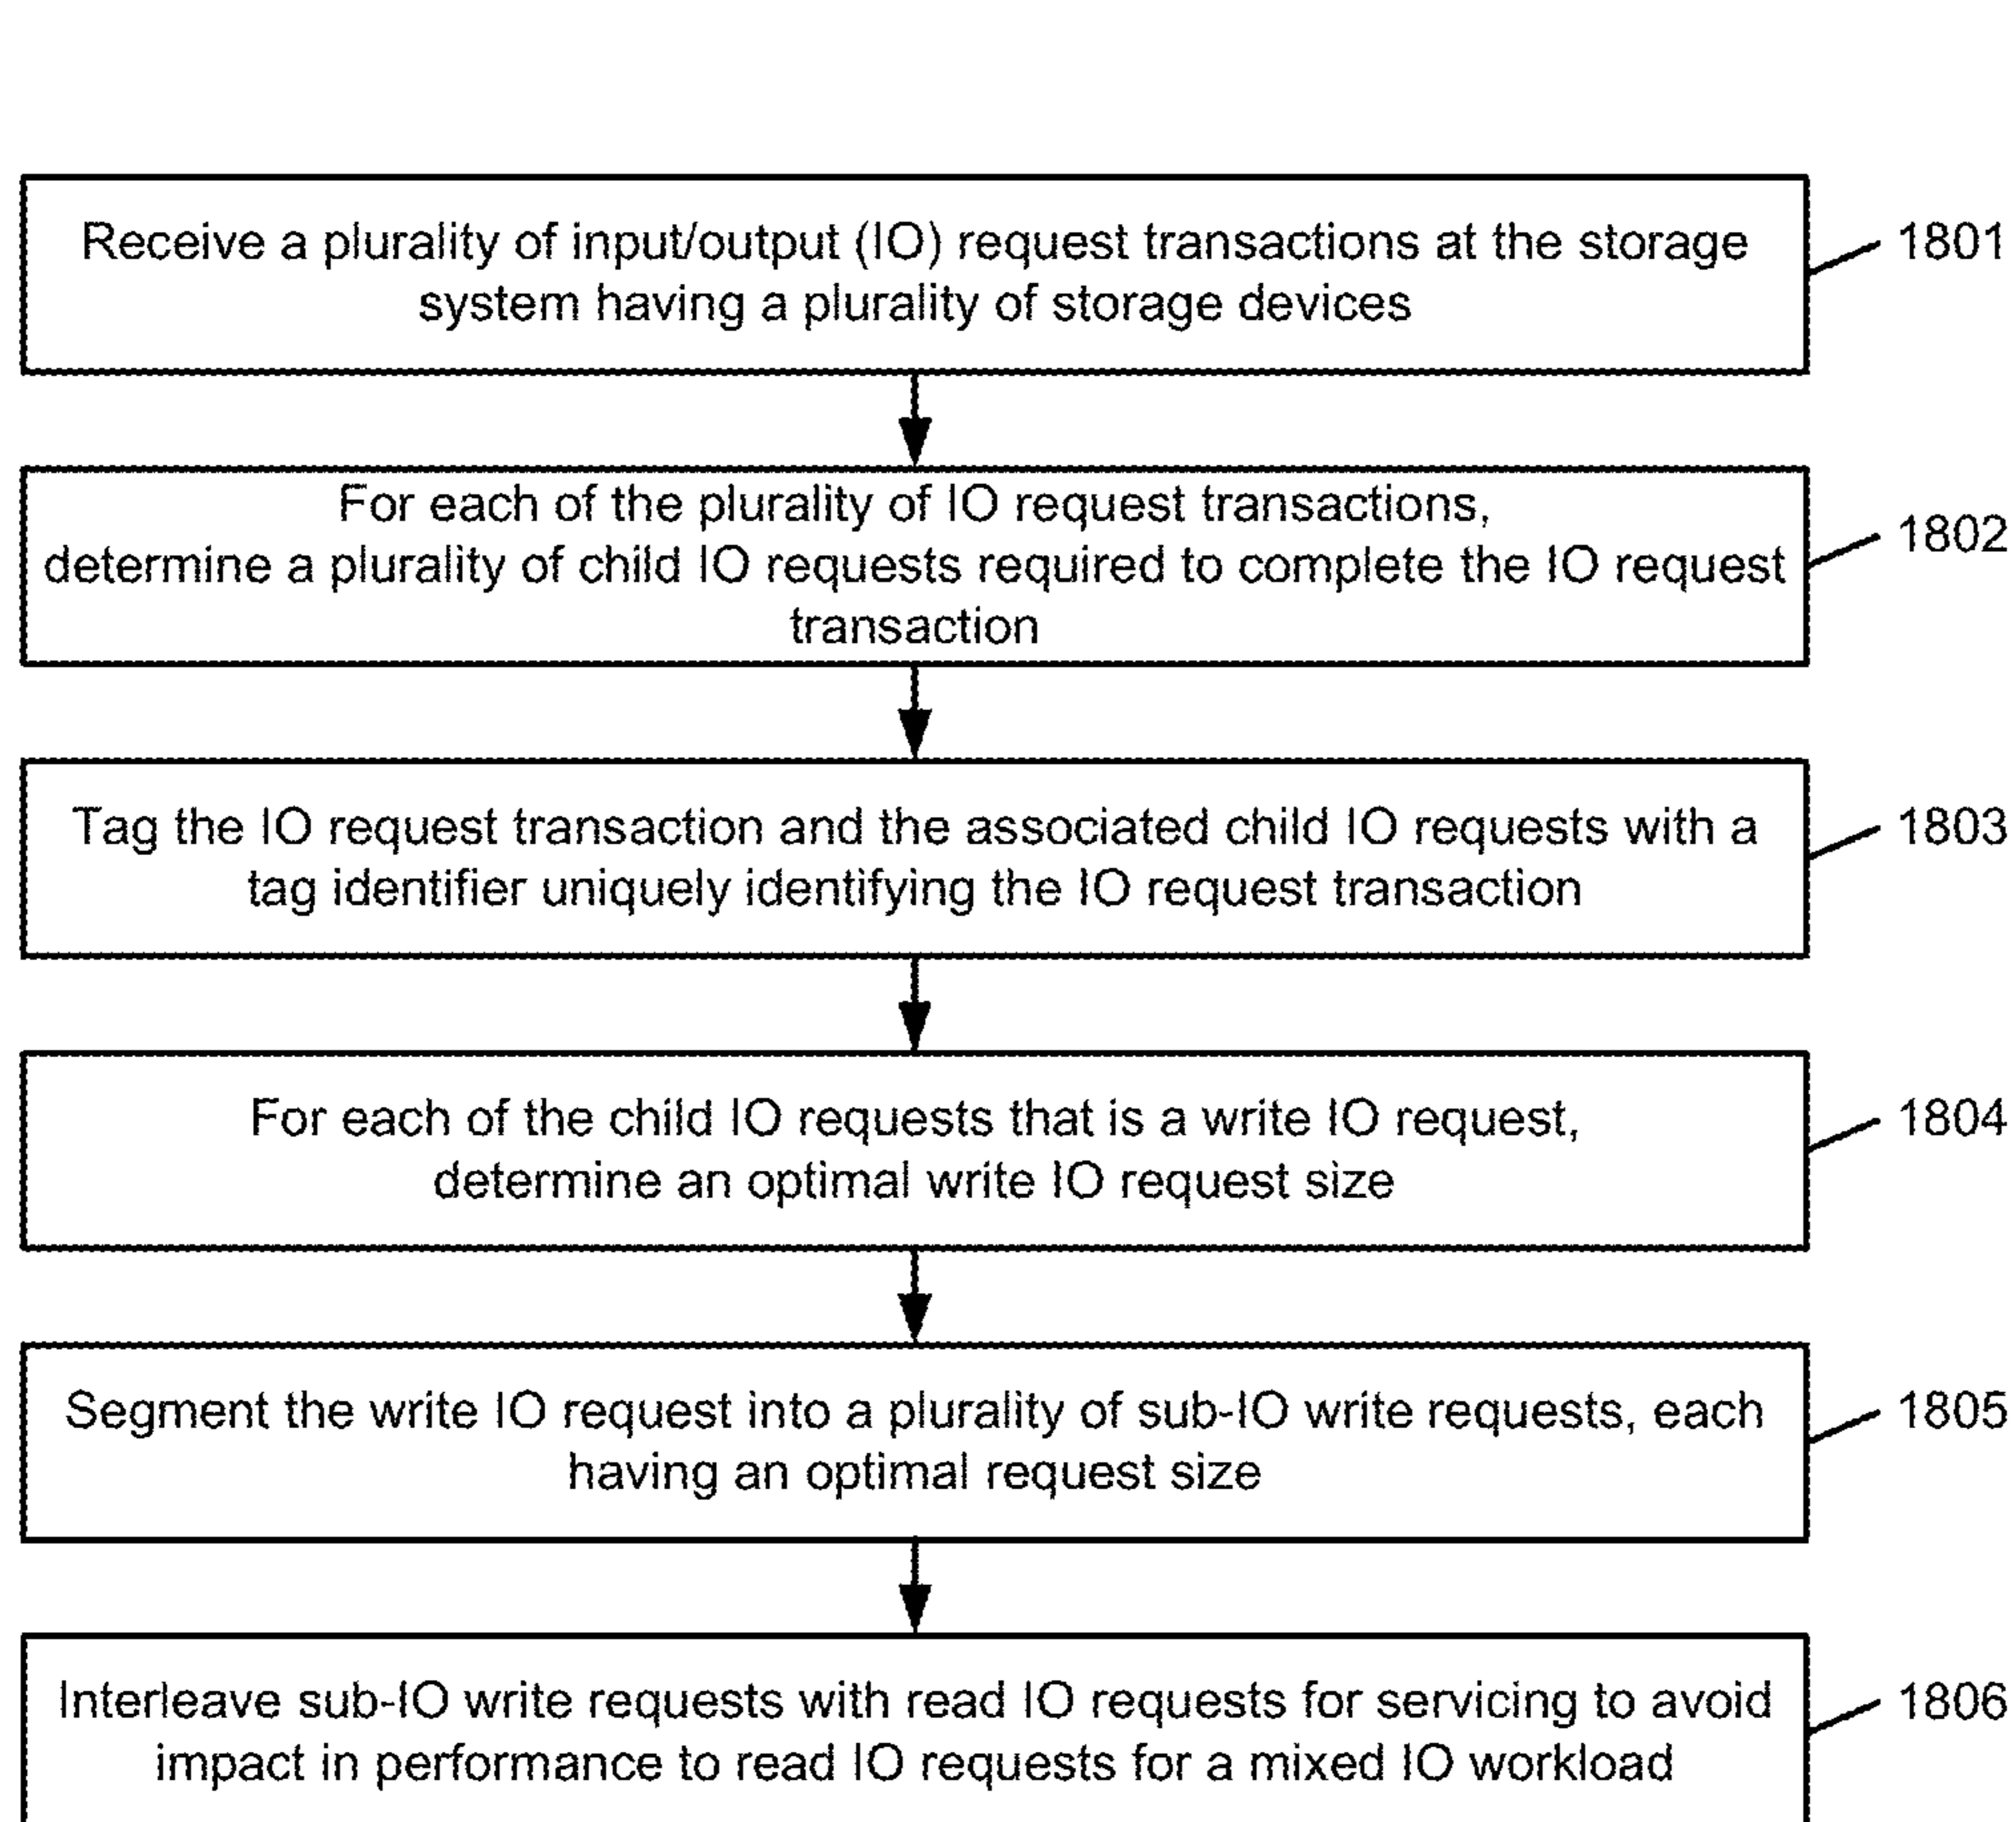 Receive a plurality of input/output (IO) request transactions at the storage
system having a plurality of storage devices
1801
For each of the plurality of IO request transactions,
determine a plurality of child IO requests required to complete the IO request
transaction
1802
Tag the IO request transaction and the associated child IO requests with a
tag identifier uniquely identifying the IO request transaction
1803
For each of the child IO requests that is a write IO request,
determine an optimal write IO request size
1804
Segment the write IO request into a plurality of sub-IO write requests, each
having an optimal request size
1805
Interleave sub-IO write requests with read IO requests for servicing to avoid
impact in performance to read IO requests for a mixed IO workload
1806